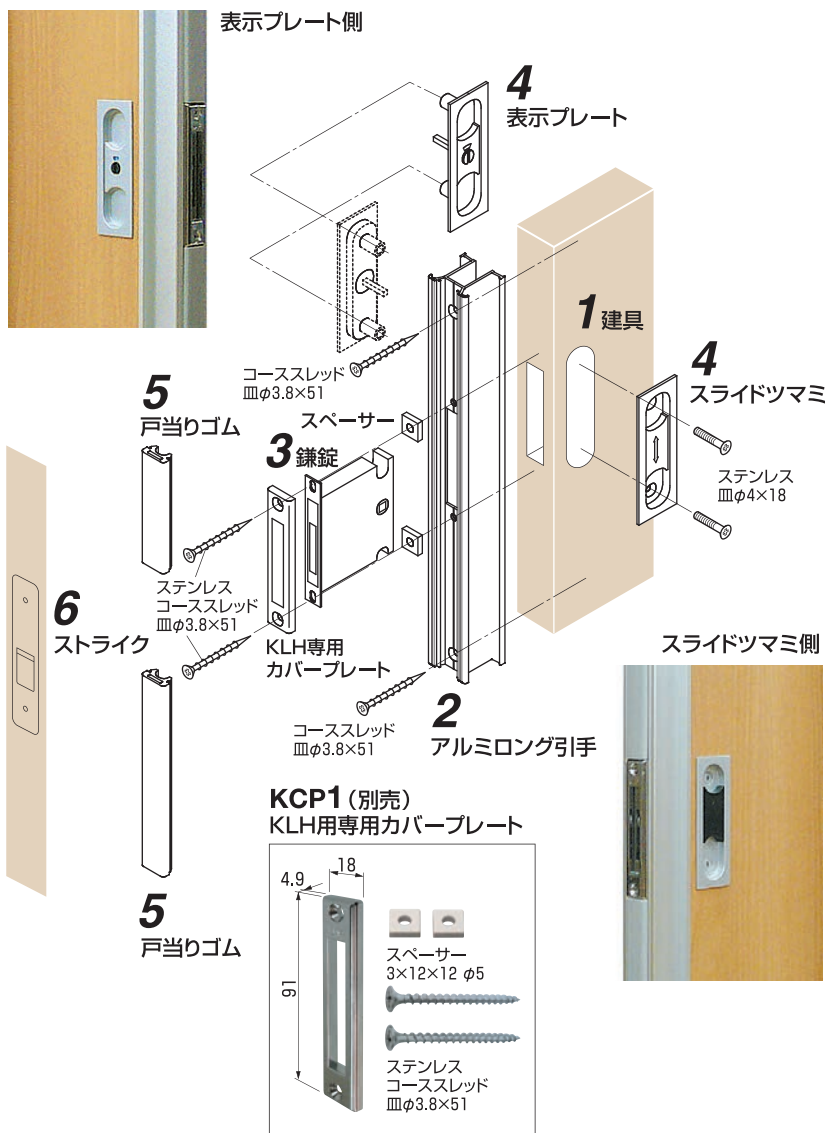 表示プレート側
4
表示プレート
1 建具
4
スライドツマミ
コーススレッド
皿φ3.8×51
5
戸当りゴム
スペーサー
3 鎌錠
ステンレス
皿φ4×18
ステンレス
コーススレッド
皿φ3.8×51
6
ストライク
KLH専用
カバープレート
スライドツマミ側
コーススレッド
皿φ3.8×51
2
アルミロング引手
KCP1（別売）
KLH用専用カバープレート
5
戸当りゴム
18
4.9
91
スペーサー
3×12×12 φ5
ステンレス
コーススレッド
皿φ3.8×51